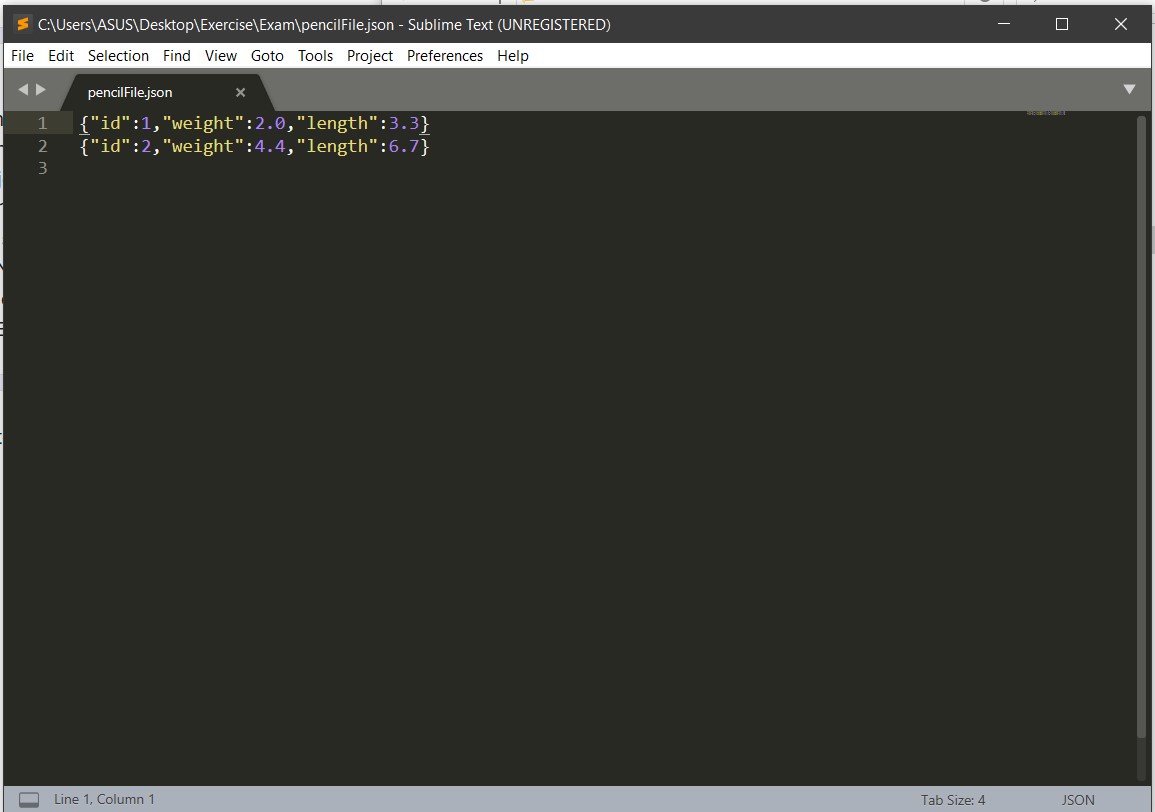 C:\Users\ASUS\Desktop\Exercise\Exam\pencilFile.json - Sublime Text (UNREGISTERED)
File Edit Selection Find View Goto Tools Project Preferences Help
pencilFile.json
1 {"id":1,"weight":2.0,"length":3.3}
2 {"id":2,"weight":4.4,"length":6.7}
3
Line 1, Column 1
Tab Size: 4
JSON